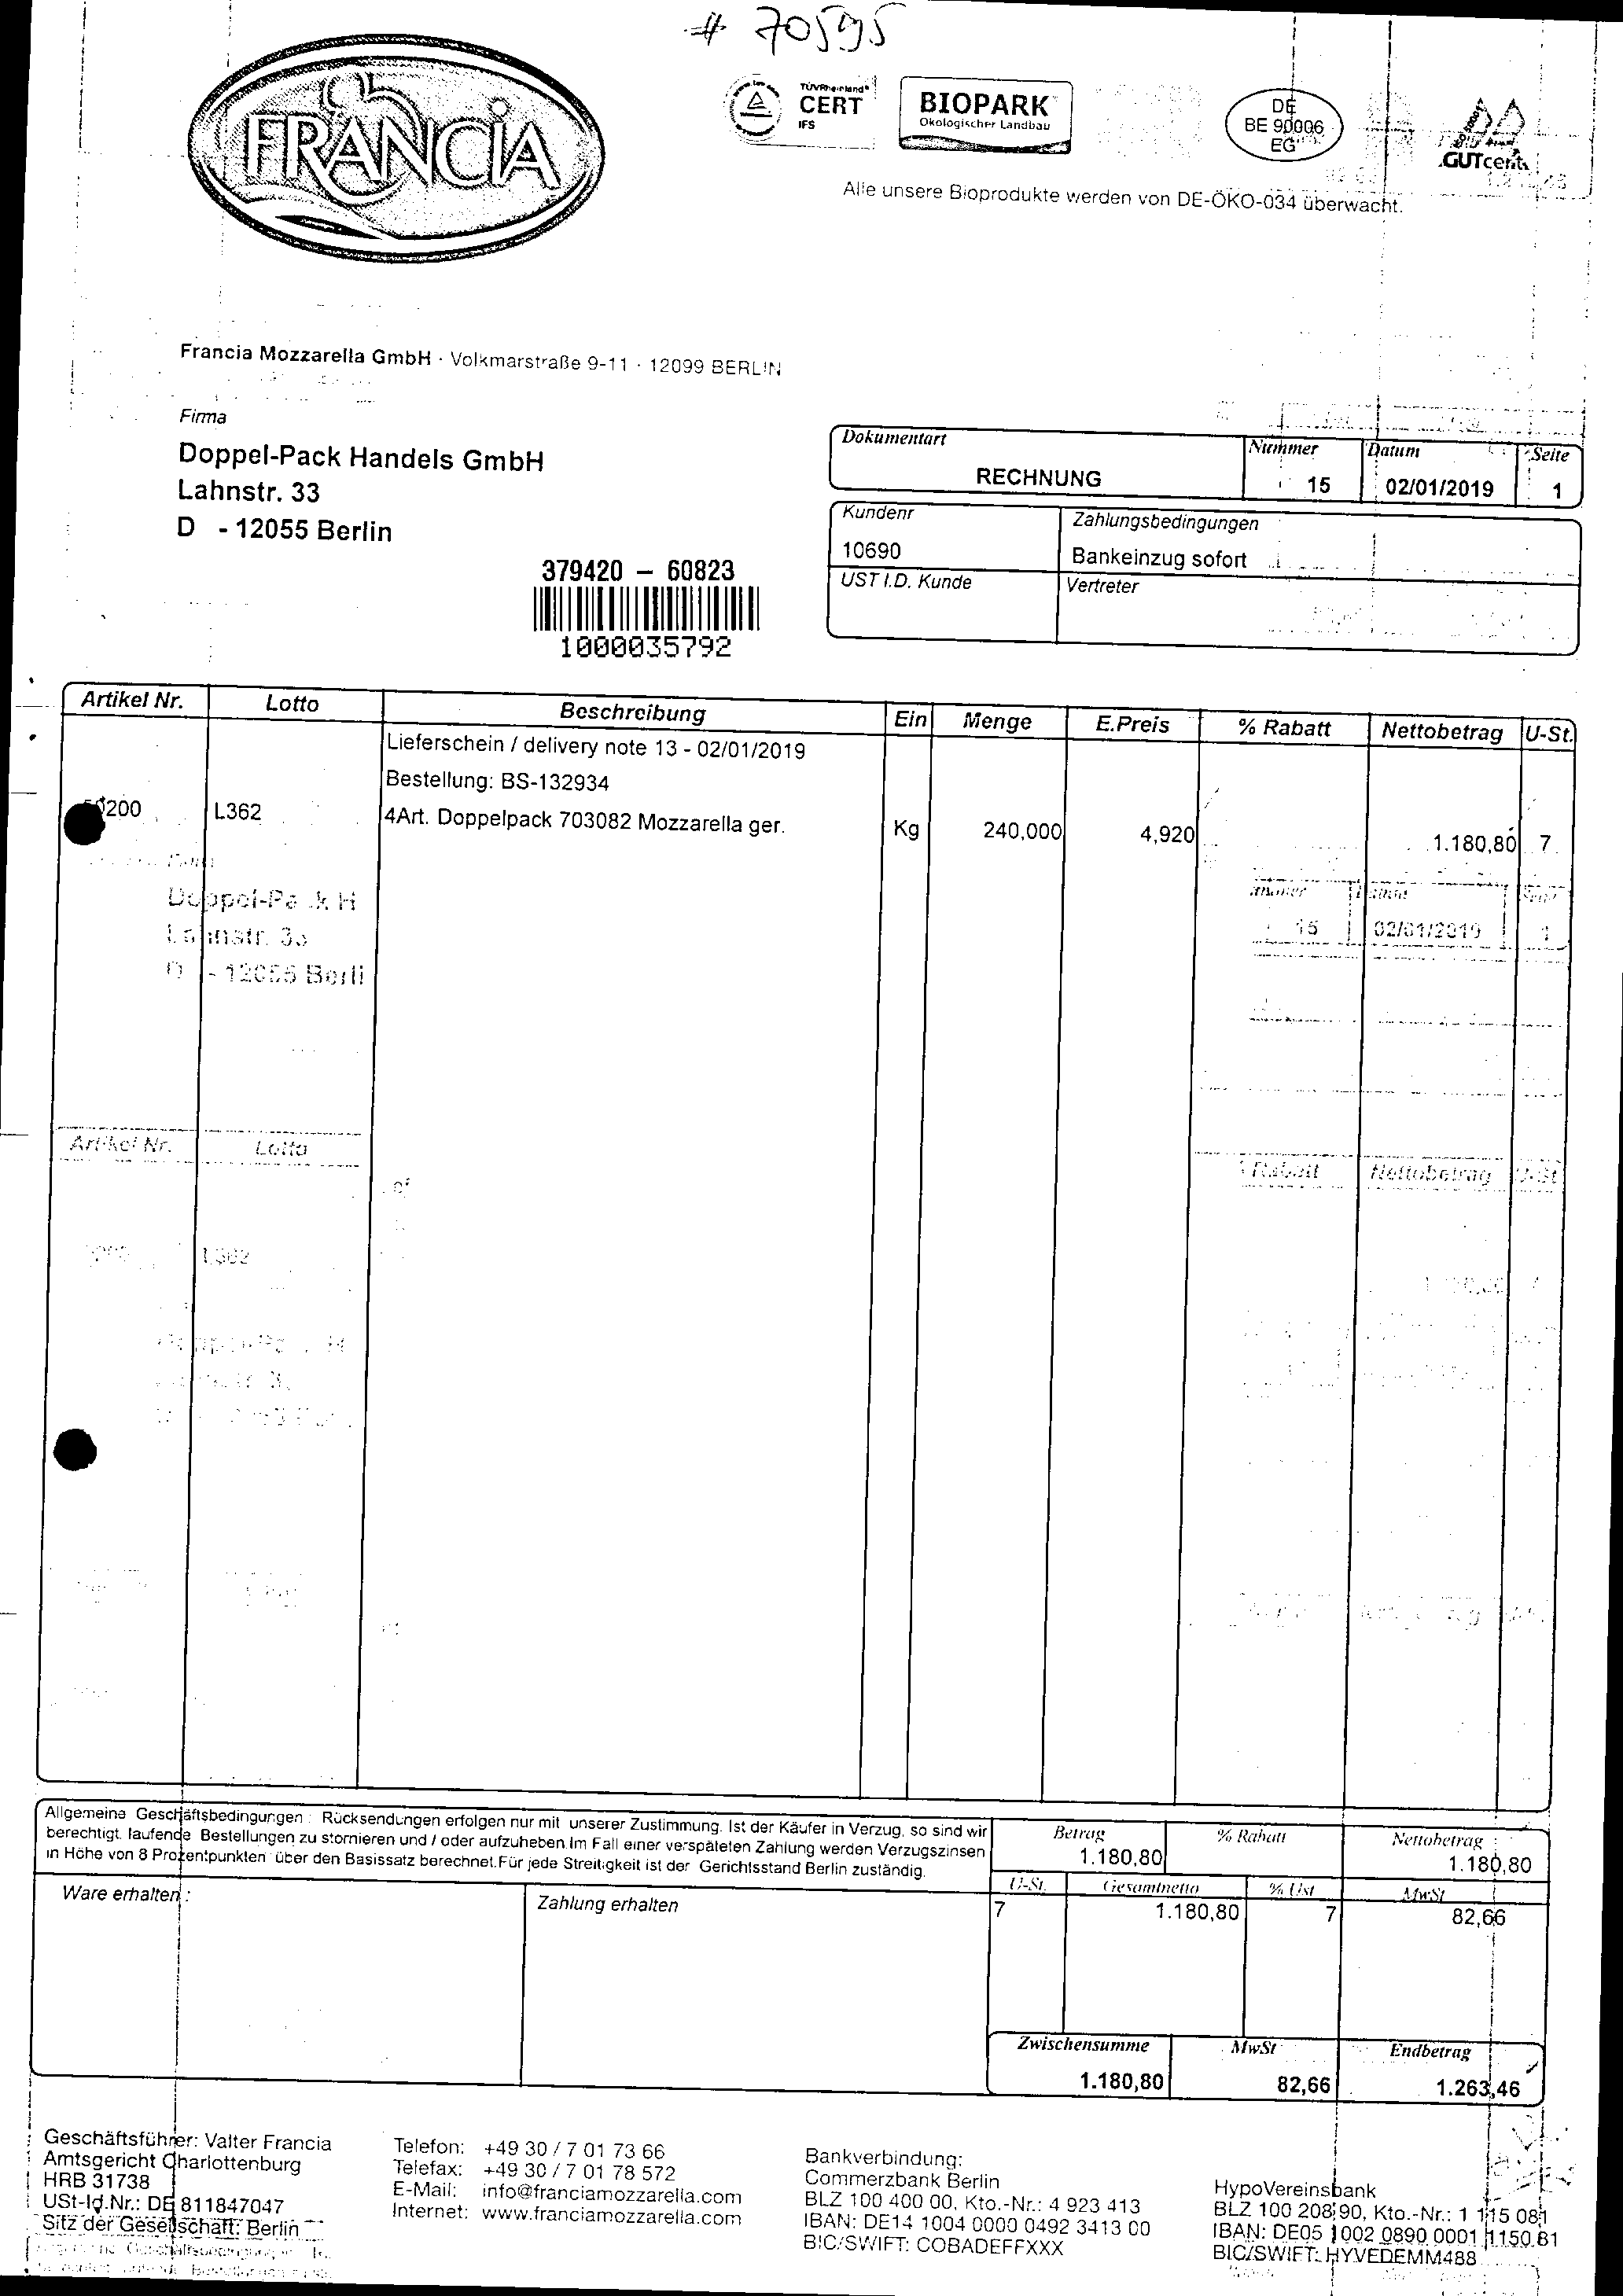 # 70595
FRANCIA
TÜVRheinland®
CERT
IFS
BIOPARK
Ökologischer Landbau
DE
BE 90006
EG
GUTcert
Alle unsere Bioprodukte werden von DE-ÖKO-034 überwacht.
Francia Mozzarella GmbH · Volkmarstraße 9-11 · 12099 BERLIN
Firma
Doppel-Pack Handels GmbH
Lahnstr. 33
D - 12055 Berlin
Dokumentart Nummer Datum Seite
RECHNUNG 15 02/01/2019 1
Kundenr Zahlungsbedingungen
10690 Bankeinzug sofort
UST I.D. Kunde Vertreter
379420 – 60823
1000035792
Artikel Nr. Lotto Beschreibung Ein Menge E.Preis % Rabatt Nettobetrag U-St.
Lieferschein / delivery note 13 - 02/01/2019
Bestellung: BS-132934
L362 4Art. Doppelpack 703082 Mozzarella ger. Kg 240,000 4,920 1.180,80 7
Allgemeine Geschäftsbedingungen : Rücksendungen erfolgen nur mit unserer Zustimmung. Ist der Käufer in Verzug, so sind wir
berechtigt, laufende Bestellungen zu stornieren und / oder aufzuheben. Im Fall einer verspäteten Zahlung werden Verzugszinsen
in Höhe von 8 Prozentpunkten über den Basissatz berechnet. Für jede Streitigkeit ist der Gerichtsstand Berlin zuständig.
Betrag % Rabatt Nettobetrag
1.180,80 1.180,80
Ware erhalten : Zahlung erhalten
U-St. Gesamtnetto % Ust MwSt
7 1.180,80 7 82,66
Zwischensumme MwSt Endbetrag
1.180,80 82,66 1.263,46
Geschäftsführer: Valter Francia
Amtsgericht Charlottenburg
HRB 31738
USt-Id.Nr.: DE 811847047
Sitz der Gesellschaft: Berlin
Telefon: +49 30 / 7 01 73 66
Telefax: +49 30 / 7 01 78 572
E-Mail: info@franciamozzarella.com
Internet: www.franciamozzarella.com
Bankverbindung:
Commerzbank Berlin
BLZ 100 400 00, Kto.-Nr.: 4 923 413
IBAN: DE14 1004 0000 0492 3413 00
BIC/SWIFT: COBADEFFXXX
HypoVereinsbank
BLZ 100 208 90, Kto.-Nr.: 1 115 081
IBAN: DE05 1002 0890 0001 1150 81
BIC/SWIFT: HYVEDEMM488